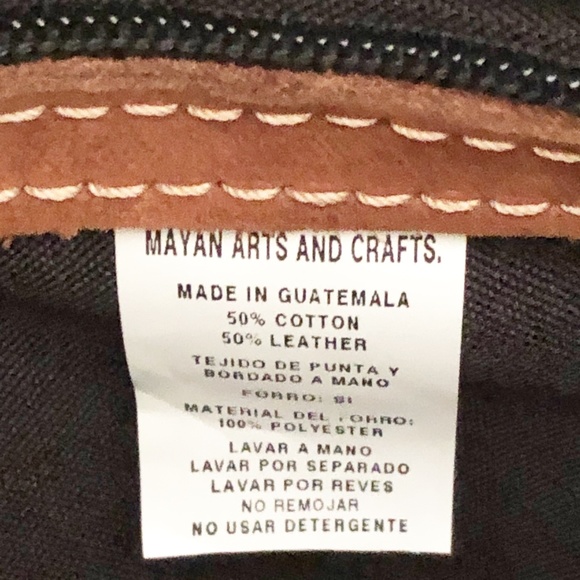 MAYAN ARTS AND CRAFTS.
MADE IN GUATEMALA
50% COTTON
50% LEATHER
TEJIDO DE PUNTA Y
BORDADO A MANO
FORRO: SI
MATERIAL DEL FORRO:
100% POLYESTER
LAVAR A MANO
LAVAR POR SEPARADO
LAVAR POR REVES
NO REMOJAR
NO USAR DETERGENTE